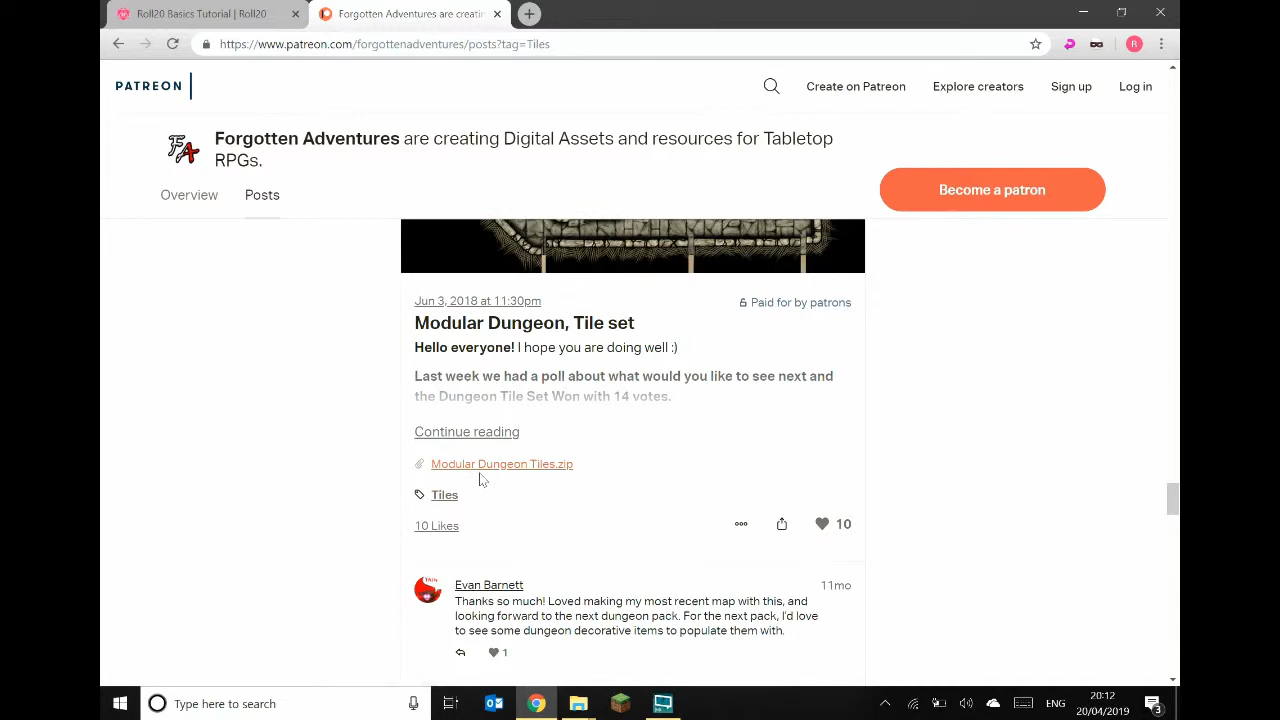 Roll20 Basics Tutorial | Roll20
Forgotten Adventures are creatin
https://www.patreon.com/forgottenadventures/posts?tag=Tiles
R
PATREON
Create on Patreon
Explore creators
Sign up
Log in
FA
Forgotten Adventures are creating Digital Assets and resources for Tabletop
RPGs.
Become a patron
Overview
Posts
Jun 3, 2018 at 11:30pm
Paid for by patrons
Modular Dungeon, Tile set
Hello everyone! I hope you are doing well :)
Last week we had a poll about what would you like to see next and
the Dungeon Tile Set Won with 14 votes.
Continue reading
Modular Dungeon Tiles.zip
Tiles
10 Likes
10
Evan Barnett
11mo
Thanks so much! Loved making my most recent map with this, and
looking forward to the next dungeon pack. For the next pack, I'd love
to see some dungeon decorative items to populate them with.
1
Type here to search
ENG
20:12
20/04/2019
3